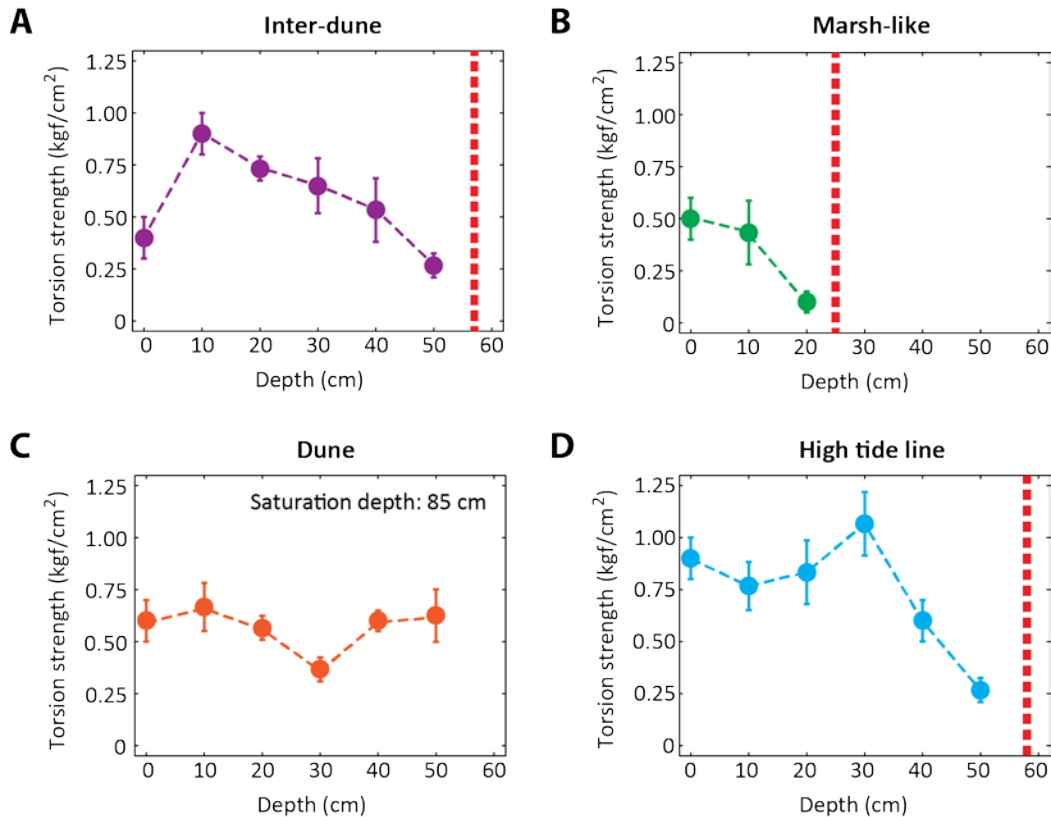 A
Inter-dune
Torsion strength (kgf/cm²)
1.25
1.00
0.75
0.50
0.25
0
0 10 20 30 40 50 60
Depth (cm)
B
Marsh-like
Torsion strength (kgf/cm²)
1.25
1.00
0.75
0.50
0.25
0
0 10 20 30 40 50 60
Depth (cm)
C
Dune
Saturation depth: 85 cm
Torsion strength (kgf/cm²)
1.25
1.00
0.75
0.50
0.25
0
0 10 20 30 40 50 60
Depth (cm)
D
High tide line
Torsion strength (kgf/cm²)
1.25
1.00
0.75
0.50
0.25
0
0 10 20 30 40 50 60
Depth (cm)